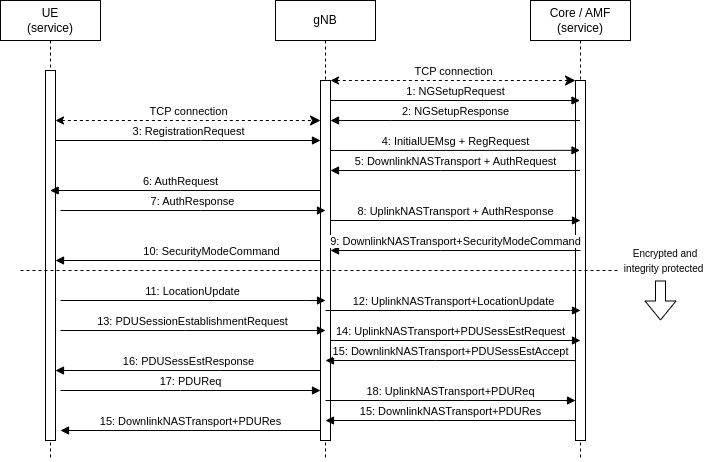 UE
(service)
gNB
Core / AMF
(service)
TCP connection
1: NGSetupRequest
TCP connection
2: NGSetupResponse
3: RegistrationRequest
4: InitialUEMsg + RegRequest
5: DownlinkNASTransport + AuthRequest
6: AuthRequest
7: AuthResponse
8: UplinkNASTransport + AuthResponse
9: DownlinkNASTransport+SecurityModeCommand
10: SecurityModeCommand
Encrypted and
integrity protected
11: LocationUpdate
12: UplinkNASTransport+LocationUpdate
13: PDUSessionEstablishmentRequest
14: UplinkNASTransport+PDUSessEstRequest
15: DownlinkNASTransport+PDUSessEstAccept
16: PDUSessEstResponse
17: PDUReq
18: UplinkNASTransport+PDUReq
15: DownlinkNASTransport+PDURes
15: DownlinkNASTransport+PDURes